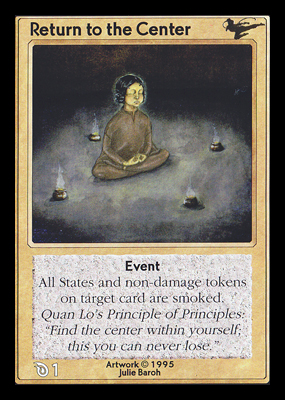 Return to the Center
Event
All States and non-damage tokens
on target card are smoked.
Quan Lo's Principle of Principles:
"Find the center within yourself;
this you can never lose."
Artwork © 1995
Julie Baroh
1